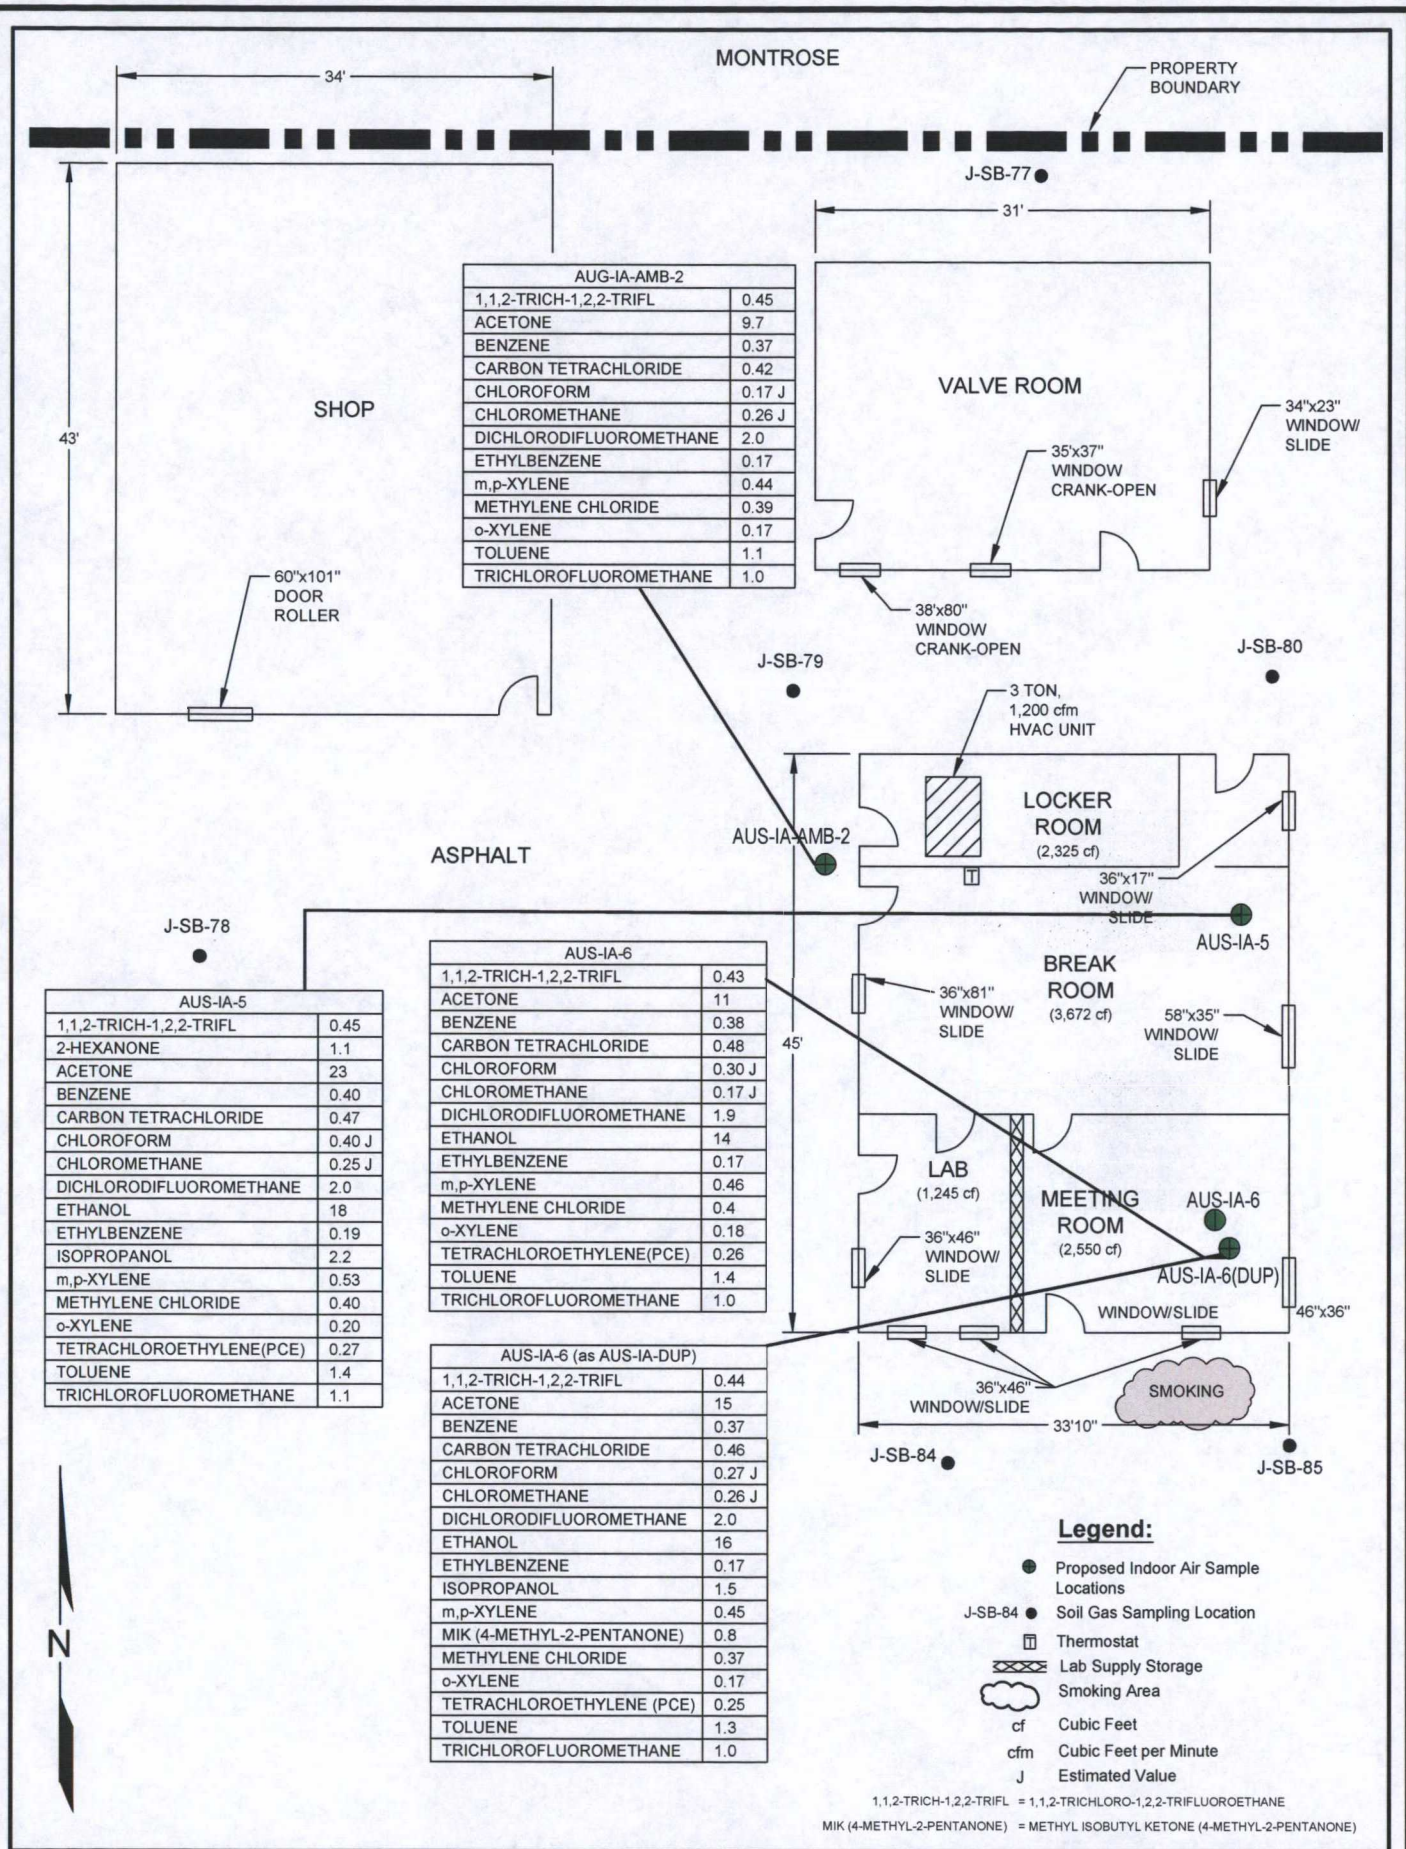 MONTROSE
34'
PROPERTY
BOUNDARY
J-SB-77
31'
AUG-IA-AMB-2
1,1,2-TRICH-1,2,2-TRIFL 0.45
ACETONE 9.7
BENZENE 0.37
CARBON TETRACHLORIDE 0.42
CHLOROFORM 0.17 J
CHLOROMETHANE 0.26 J
DICHLORODIFLUOROMETHANE 2.0
ETHYLBENZENE 0.17
m,p-XYLENE 0.44
METHYLENE CHLORIDE 0.39
o-XYLENE 0.17
TOLUENE 1.1
TRICHLOROFLUOROMETHANE 1.0
SHOP
43'
60"x101"
DOOR
ROLLER
VALVE ROOM
34"x23"
WINDOW/
SLIDE
35'x37"
WINDOW
CRANK-OPEN
38'x80"
WINDOW
CRANK-OPEN
J-SB-79
J-SB-80
3 TON,
1,200 cfm
HVAC UNIT
LOCKER
ROOM
(2,325 cf)
AUS-IA-AMB-2
T
36"x17"
WINDOW/
SLIDE
ASPHALT
AUS-IA-5
J-SB-78
BREAK
ROOM
(3,672 cf)
36"x81"
WINDOW/
SLIDE
58"x35"
WINDOW/
SLIDE
45'
AUS-IA-5
1,1,2-TRICH-1,2,2-TRIFL 0.45
2-HEXANONE 1.1
ACETONE 23
BENZENE 0.40
CARBON TETRACHLORIDE 0.47
CHLOROFORM 0.40 J
CHLOROMETHANE 0.25 J
DICHLORODIFLUOROMETHANE 2.0
ETHANOL 18
ETHYLBENZENE 0.19
ISOPROPANOL 2.2
m,p-XYLENE 0.53
METHYLENE CHLORIDE 0.40
o-XYLENE 0.20
TETRACHLOROETHYLENE(PCE) 0.27
TOLUENE 1.4
TRICHLOROFLUOROMETHANE 1.1
AUS-IA-6
1,1,2-TRICH-1,2,2-TRIFL 0.43
ACETONE 11
BENZENE 0.38
CARBON TETRACHLORIDE 0.48
CHLOROFORM 0.30 J
CHLOROMETHANE 0.17 J
DICHLORODIFLUOROMETHANE 1.9
ETHANOL 14
ETHYLBENZENE 0.17
m,p-XYLENE 0.46
METHYLENE CHLORIDE 0.4
o-XYLENE 0.18
TETRACHLOROETHYLENE(PCE) 0.26
TOLUENE 1.4
TRICHLOROFLUOROMETHANE 1.0
LAB
(1,245 cf)
MEETING
ROOM
(2,550 cf)
AUS-IA-6
AUS-IA-6(DUP)
36"x46"
WINDOW/
SLIDE
WINDOW/SLIDE
46"x36"
36"x46"
WINDOW/SLIDE
SMOKING
33'10"
J-SB-84
J-SB-85
AUS-IA-6 (as AUS-IA-DUP)
1,1,2-TRICH-1,2,2-TRIFL 0.44
ACETONE 15
BENZENE 0.37
CARBON TETRACHLORIDE 0.46
CHLOROFORM 0.27 J
CHLOROMETHANE 0.26 J
DICHLORODIFLUOROMETHANE 2.0
ETHANOL 16
ETHYLBENZENE 0.17
ISOPROPANOL 1.5
m,p-XYLENE 0.45
MIK (4-METHYL-2-PENTANONE) 0.8
METHYLENE CHLORIDE 0.37
o-XYLENE 0.17
TETRACHLOROETHYLENE (PCE) 0.25
TOLUENE 1.3
TRICHLOROFLUOROMETHANE 1.0
N
Legend:
Proposed Indoor Air Sample
Locations
J-SB-84 Soil Gas Sampling Location
T Thermostat
Lab Supply Storage
Smoking Area
cf Cubic Feet
cfm Cubic Feet per Minute
J Estimated Value
1,1,2-TRICH-1,2,2-TRIFL = 1,1,2-TRICHLORO-1,2,2-TRIFLUOROETHANE
MIK (4-METHYL-2-PENTANONE) = METHYL ISOBUTYL KETONE (4-METHYL-2-PENTANONE)